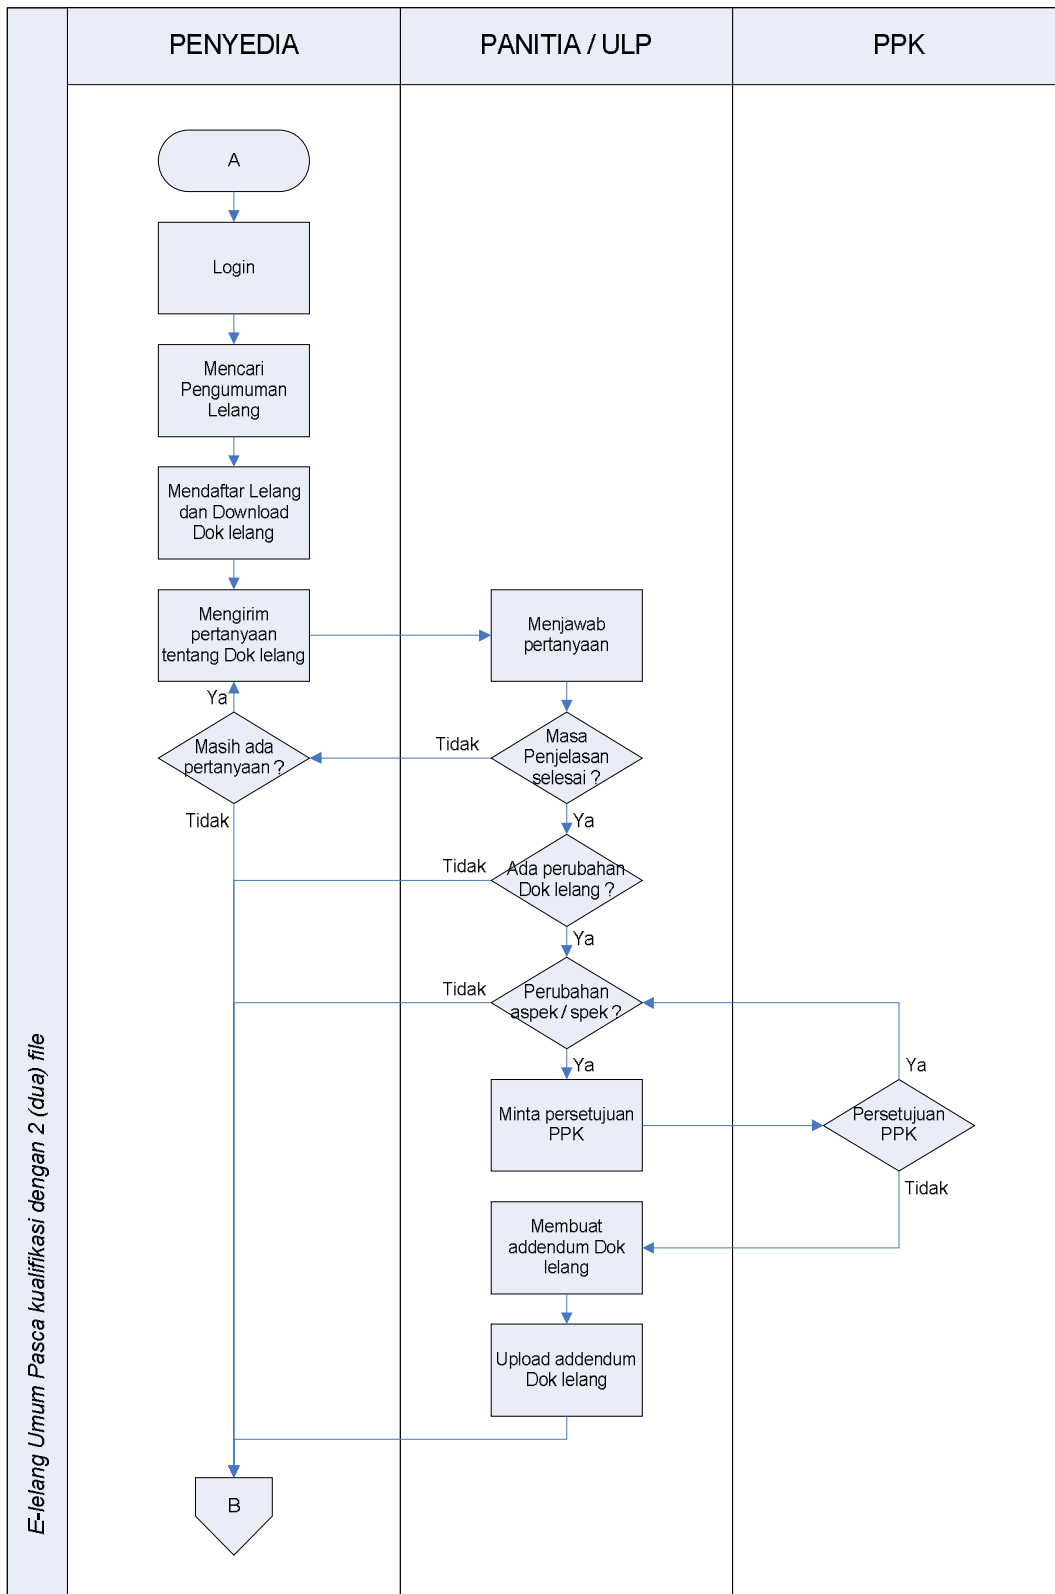 PENYEDIA
PANITIA / ULP
PPK
E-lelang Umum Pasca kualifikasi dengan 2 (dua) file
A
Login
Mencari
Pengumuman
Lelang
Mendaftar Lelang
dan Download
Dok lelang
Mengirim
pertanyaan
tentang Dok lelang
Menjawab
pertanyaan
Ya
Masih ada
pertanyaan ?
Tidak
Masa
Penjelasan
selesai ?
Tidak
Ya
Tidak
Ada perubahan
Dok lelang ?
Ya
Tidak
Perubahan
aspek / spek ?
Ya
Ya
Minta persetujuan
PPK
Persetujuan
PPK
Tidak
Membuat
addendum Dok
lelang
Upload addendum
Dok lelang
B